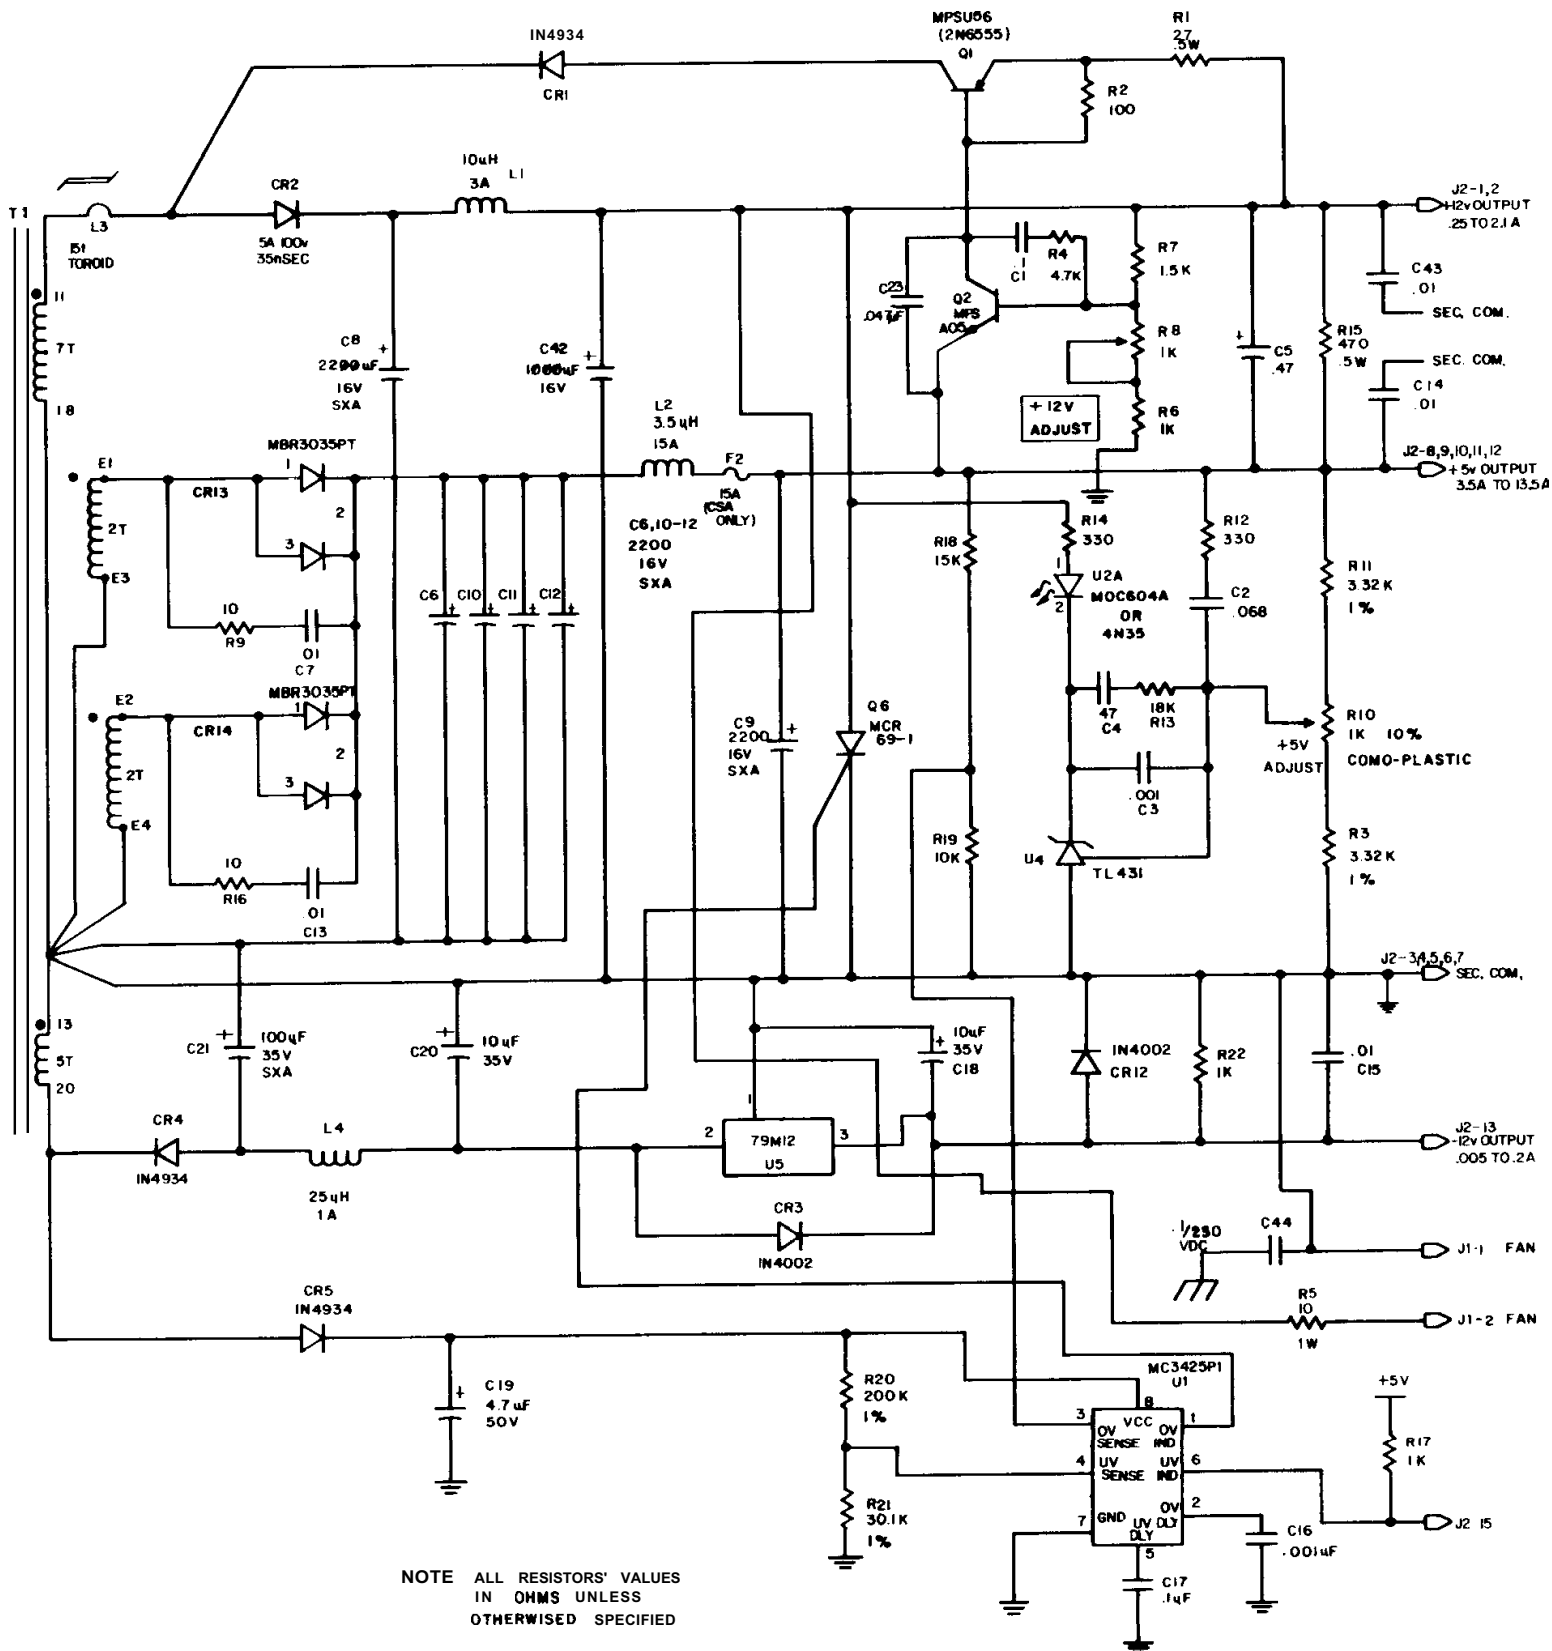 MPSU56
(2N6555)
Q1
R1
27
.5W
IN4934
CR1
R2
100
10uH
3A
L1
CR2
5A 100v
35nSEC
T1
L3
15t
TOROID
J2-1,2
+12v OUTPUT
.25 TO 2.1A
11
7T
18
C8
2200uF
16V
SXA
C42
1000uF
16V
.1
C1
R4
4.7K
R7
1.5K
C23
.047uF
Q2
MPS
A05
R8
1K
R6
1K
+12V
ADJUST
C5
.47
R15
470
.5W
C43
.01
SEC. COM.
SEC. COM.
C14
.01
L2
3.5uH
15A
F2
15A
(CSA
ONLY)
J2-8,9,10,11,12
+5v OUTPUT
3.5A TO 13.5A
E1
2T
E3
CR13
MBR3035PT
1
2
3
10
R9
.01
C7
C6,10-12
2200
16V
SXA
C6
C10
C11
C12
R18
15K
R14
330
1
U2A
2
MOC604A
OR
4N35
R12
330
C2
.068
R11
3.32K
1%
E2
2T
E4
CR14
MBR3035PT
1
2
3
10
R16
.01
C13
C9
2200
16V
SXA
Q6
MCR
69-1
.47
C4
18K
R13
.001
C3
R10
1K 10%
COMO-PLASTIC
+5V
ADJUST
R19
10K
U4
TL431
R3
3.32K
1%
J2-3,4,5,6,7
SEC. COM.
13
5T
20
C21
100uF
35V
SXA
C20
10uF
35V
10uF
35V
C18
IN4002
CR12
R22
1K
.01
C15
CR4
IN4934
L4
25uH
1A
1
2
79M12
3
U5
CR3
IN4002
J2-13
-12v OUTPUT
.005 TO .2A
.1/250
VDC
C44
J1-1 FAN
R5
10
1W
J1-2 FAN
CR5
IN4934
C19
4.7uF
50V
R20
200K
1%
R21
30.1K
1%
MC3425P1
U1
8
VCC
3
OV
SENSE
OV
IND
1
4
UV
SENSE
UV
IND
6
7
GND
UV
DLY
OV
DLY
2
5
C16
.001uF
C17
.1uF
+5V
R17
1K
J2 15
NOTE ALL RESISTORS' VALUES
IN OHMS UNLESS
OTHERWISED SPECIFIED